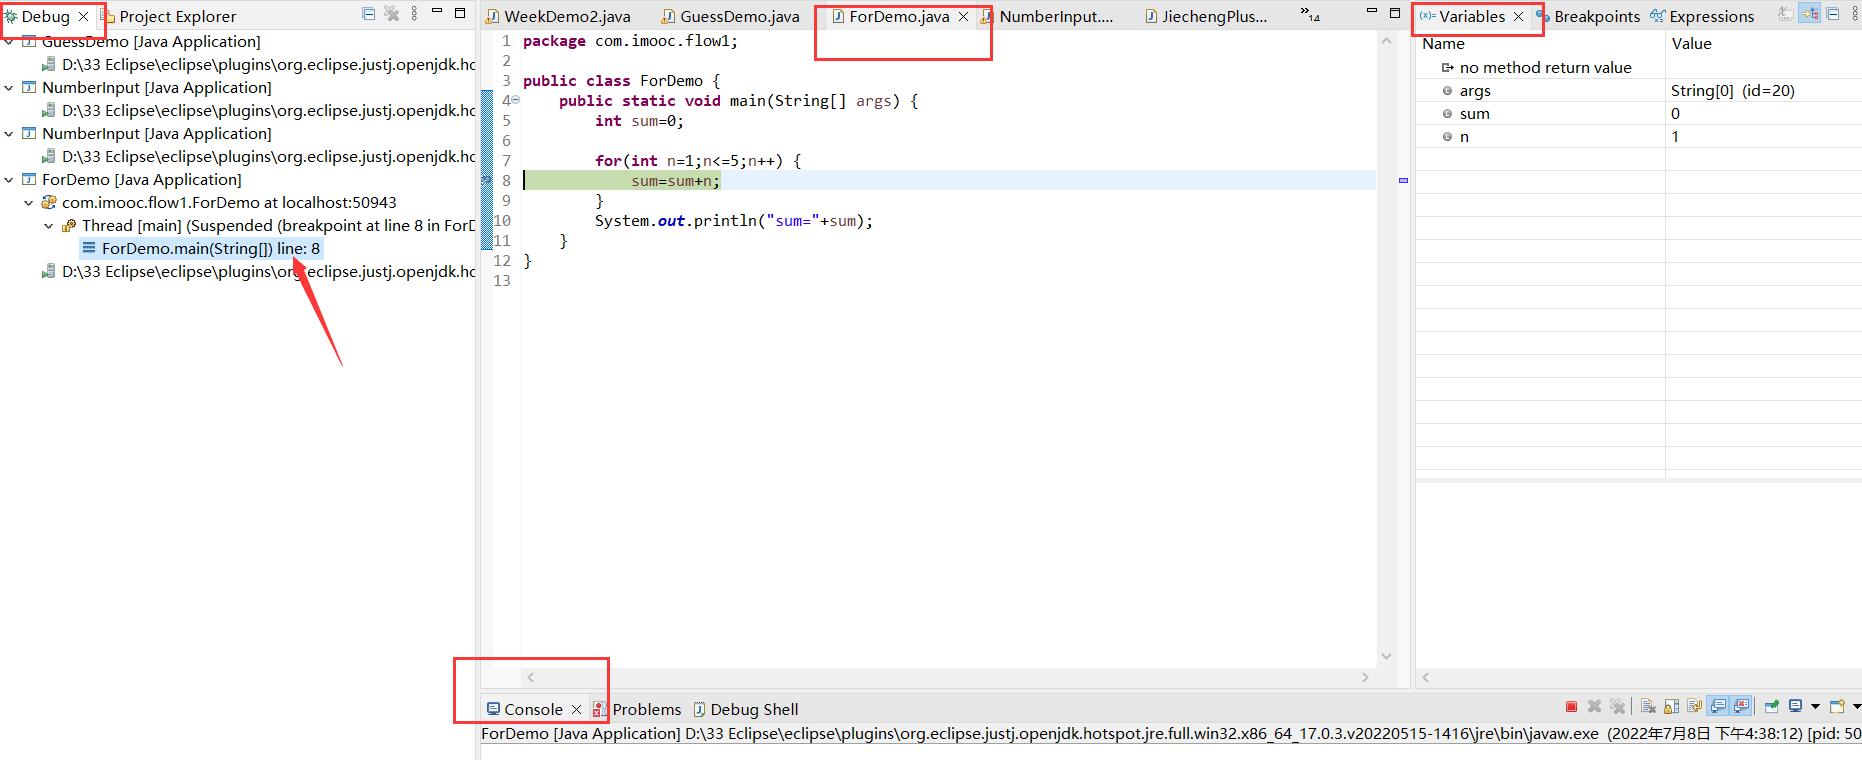 Debug
Project Explorer
GuessDemo [Java Application]
D:\33 Eclipse\eclipse\plugins\org.eclipse.justj.openjdk.hc
NumberInput [Java Application]
D:\33 Eclipse\eclipse\plugins\org.eclipse.justj.openjdk.hc
NumberInput [Java Application]
D:\33 Eclipse\eclipse\plugins\org.eclipse.justj.openjdk.hc
ForDemo [Java Application]
com.imooc.flow1.ForDemo at localhost:50943
Thread [main] (Suspended (breakpoint at line 8 in ForD
ForDemo.main(String[]) line: 8
D:\33 Eclipse\eclipse\plugins\org.eclipse.justj.openjdk.hc
WeekDemo2.java
GuessDemo.java
ForDemo.java
NumberInput....
JiechengPlus...
»14
1 package com.imooc.flow1;
2
3 public class ForDemo {
4 public static void main(String[] args) {
5 int sum=0;
6
7 for(int n=1;n<=5;n++) {
8 sum=sum+n;
9 }
10 System.out.println("sum="+sum);
11 }
12 }
13
(x)= Variables
Breakpoints
Expressions
Name Value
no method return value
args String[0] (id=20)
sum 0
n 1
Console
Problems
Debug Shell
ForDemo [Java Application] D:\33 Eclipse\eclipse\plugins\org.eclipse.justj.openjdk.hotspot.jre.full.win32.x86_64_17.0.3.v20220515-1416\jre\bin\javaw.exe (2022年7月8日 下午4:38:12) [pid: 50